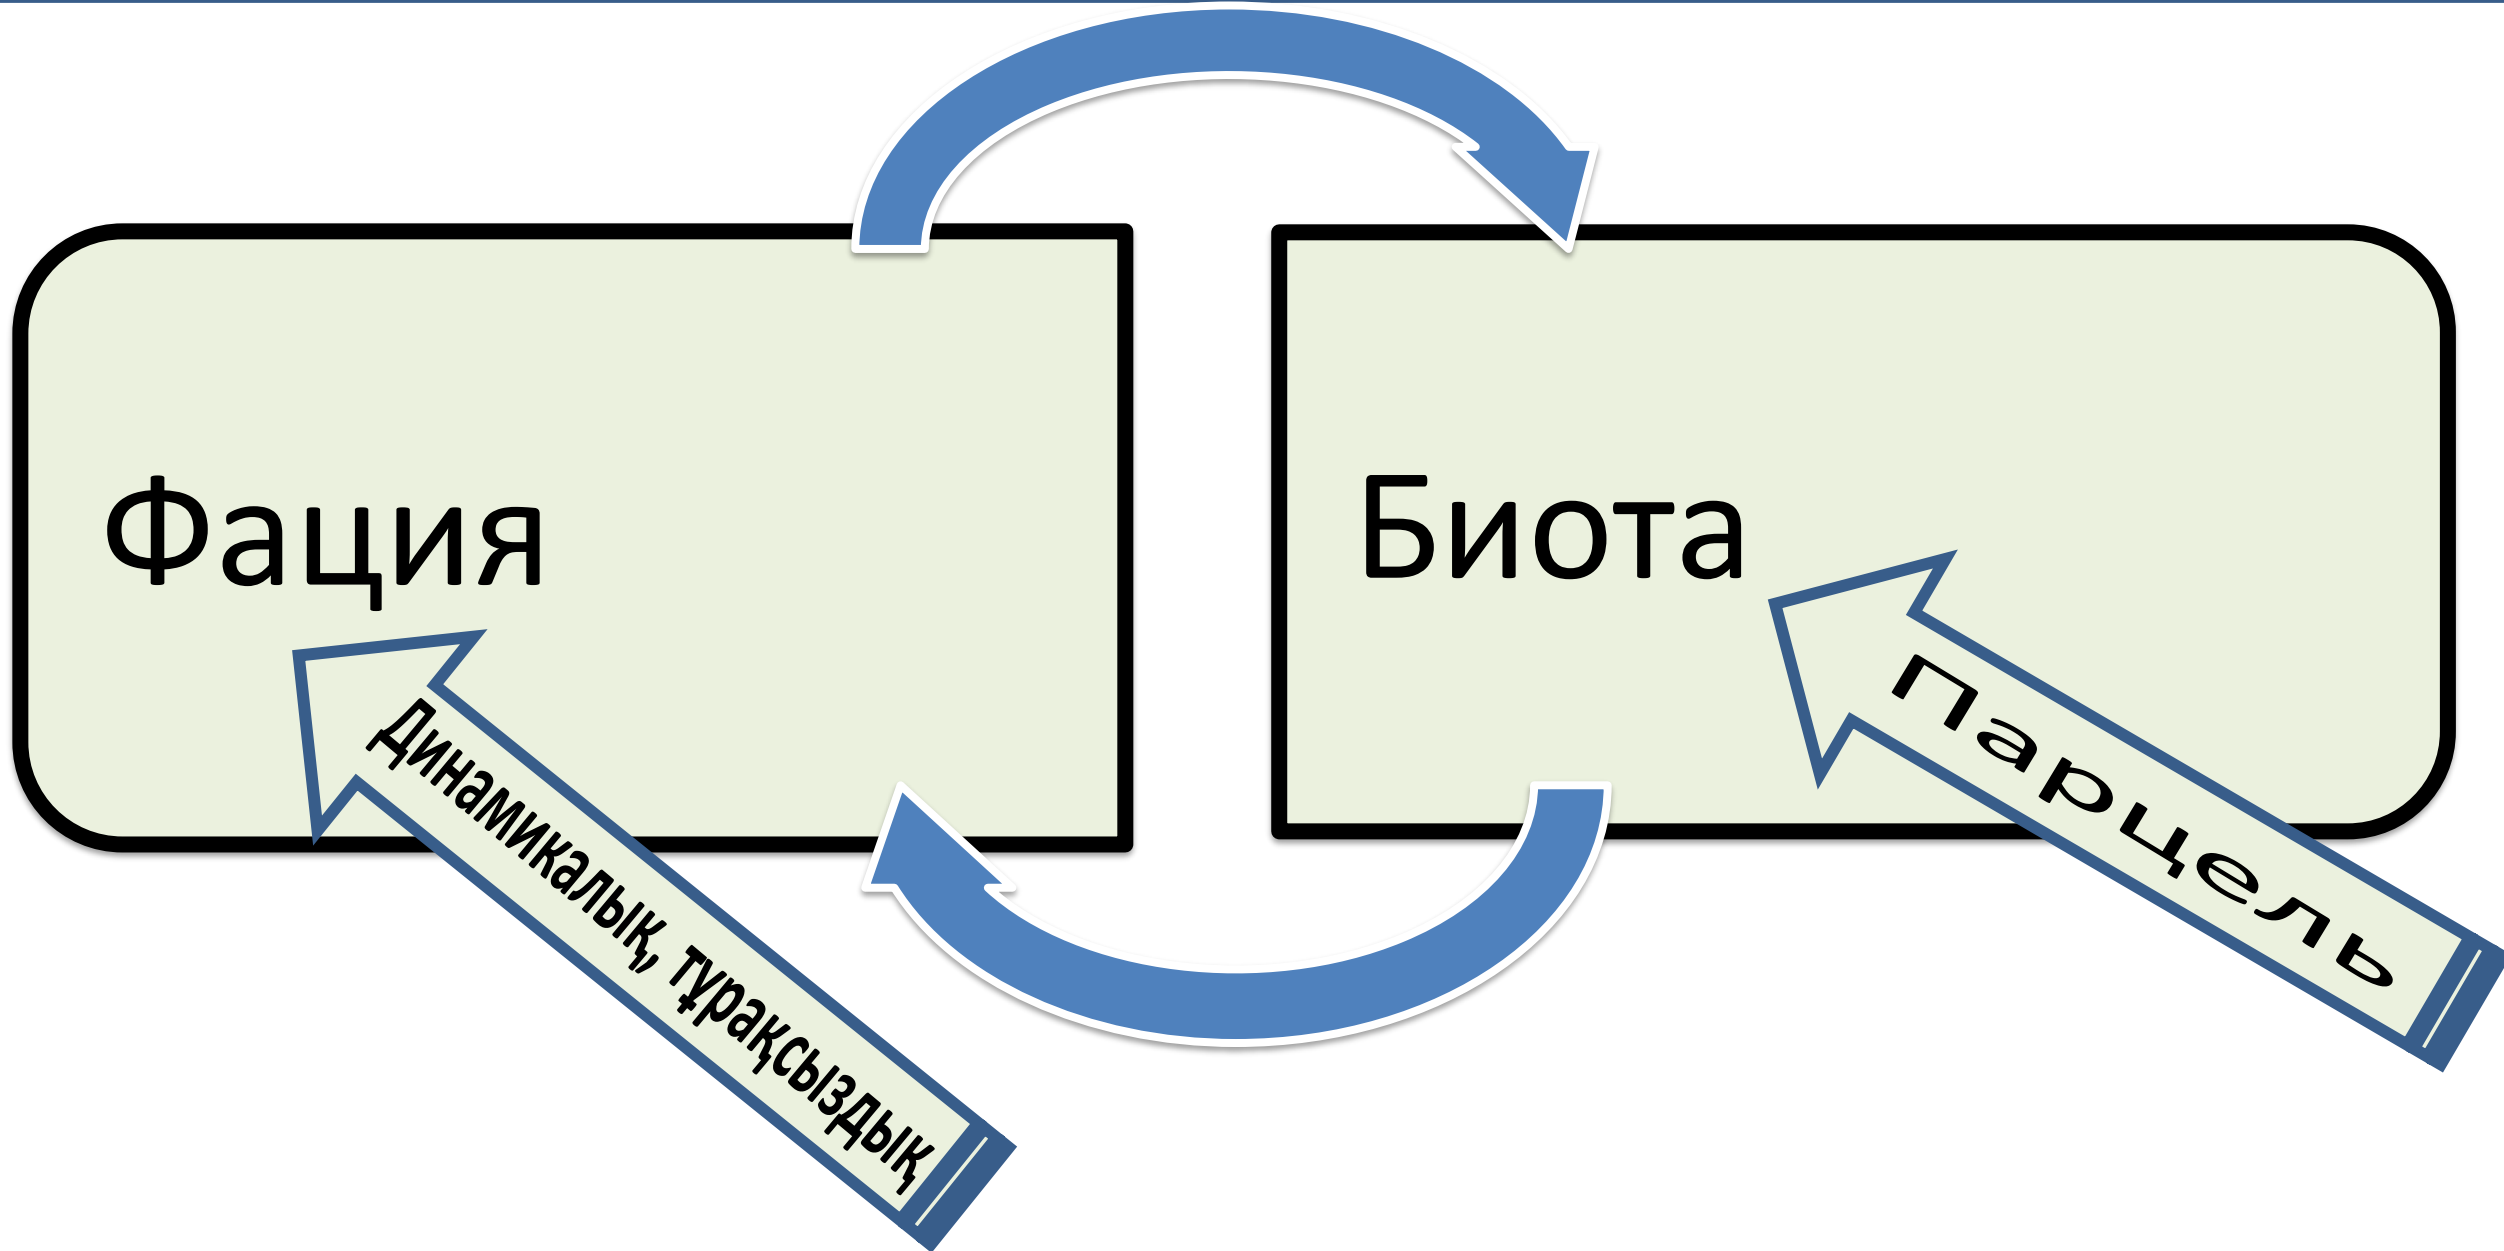 Фация
Биота
Динамикалық, тұрақсыздық
Парцель